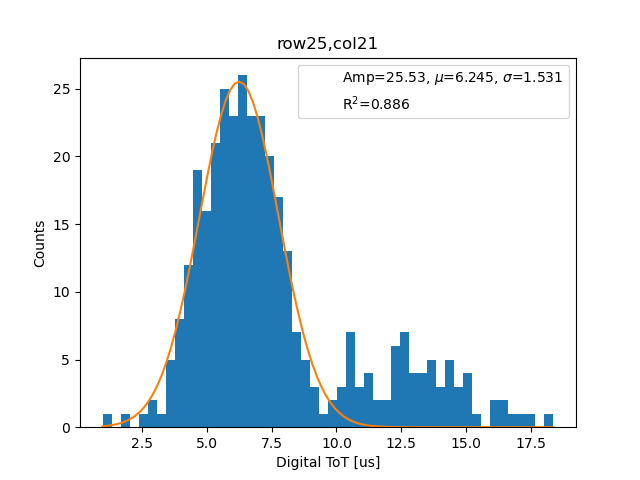 row25,col21
Amp=25.53, μ=6.245, σ=1.531
R²=0.886
Counts
25
20
15
10
5
0
2.5 5.0 7.5 10.0 12.5 15.0 17.5
Digital ToT [us]